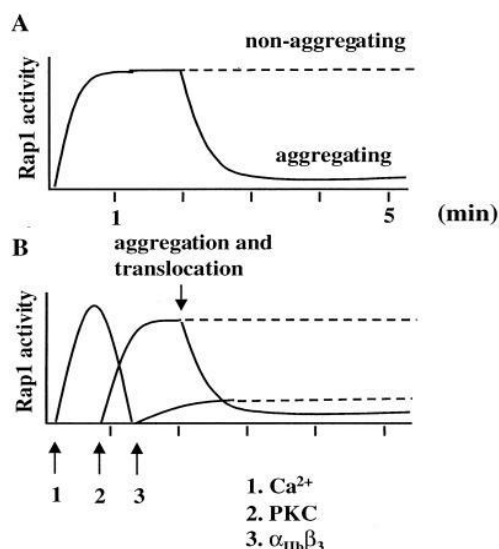 A
Rap1 activity
non-aggregating
aggregating
1
5
(min)
B
aggregation and
translocation
Rap1 activity
1
2
3
1. Ca²⁺
2. PKC
3. αIIbβ3